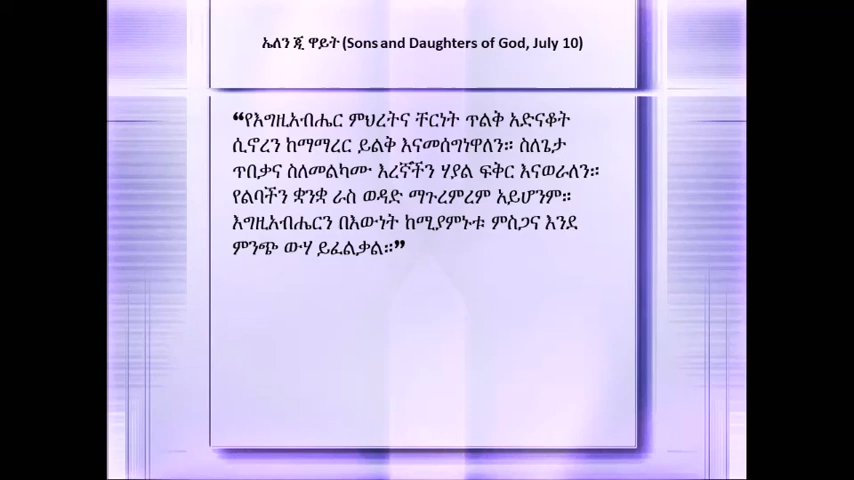 ኤለን ጂ ዋይት (Sons and Daughters of God, July 10)
“የእግዚአብሔር ምህረትና ቸርነት ጥልቅ አድናቆት
ሲኖረን ከማማረር ይልቅ እናመሰግነዋለን። ስለጌታ
ጥበቃና ስለመልካሙ እረኛችን ሃያል ፍቅር እናወራለን።
የልባችን ቋንቋ ራስ ወዳድ ማጉረምረም አይሆንም።
እግዚአብሔርን በእውነት ከሚያምኑቱ ምስጋና እንደ
ምንጭ ውሃ ይፈልቃል።”